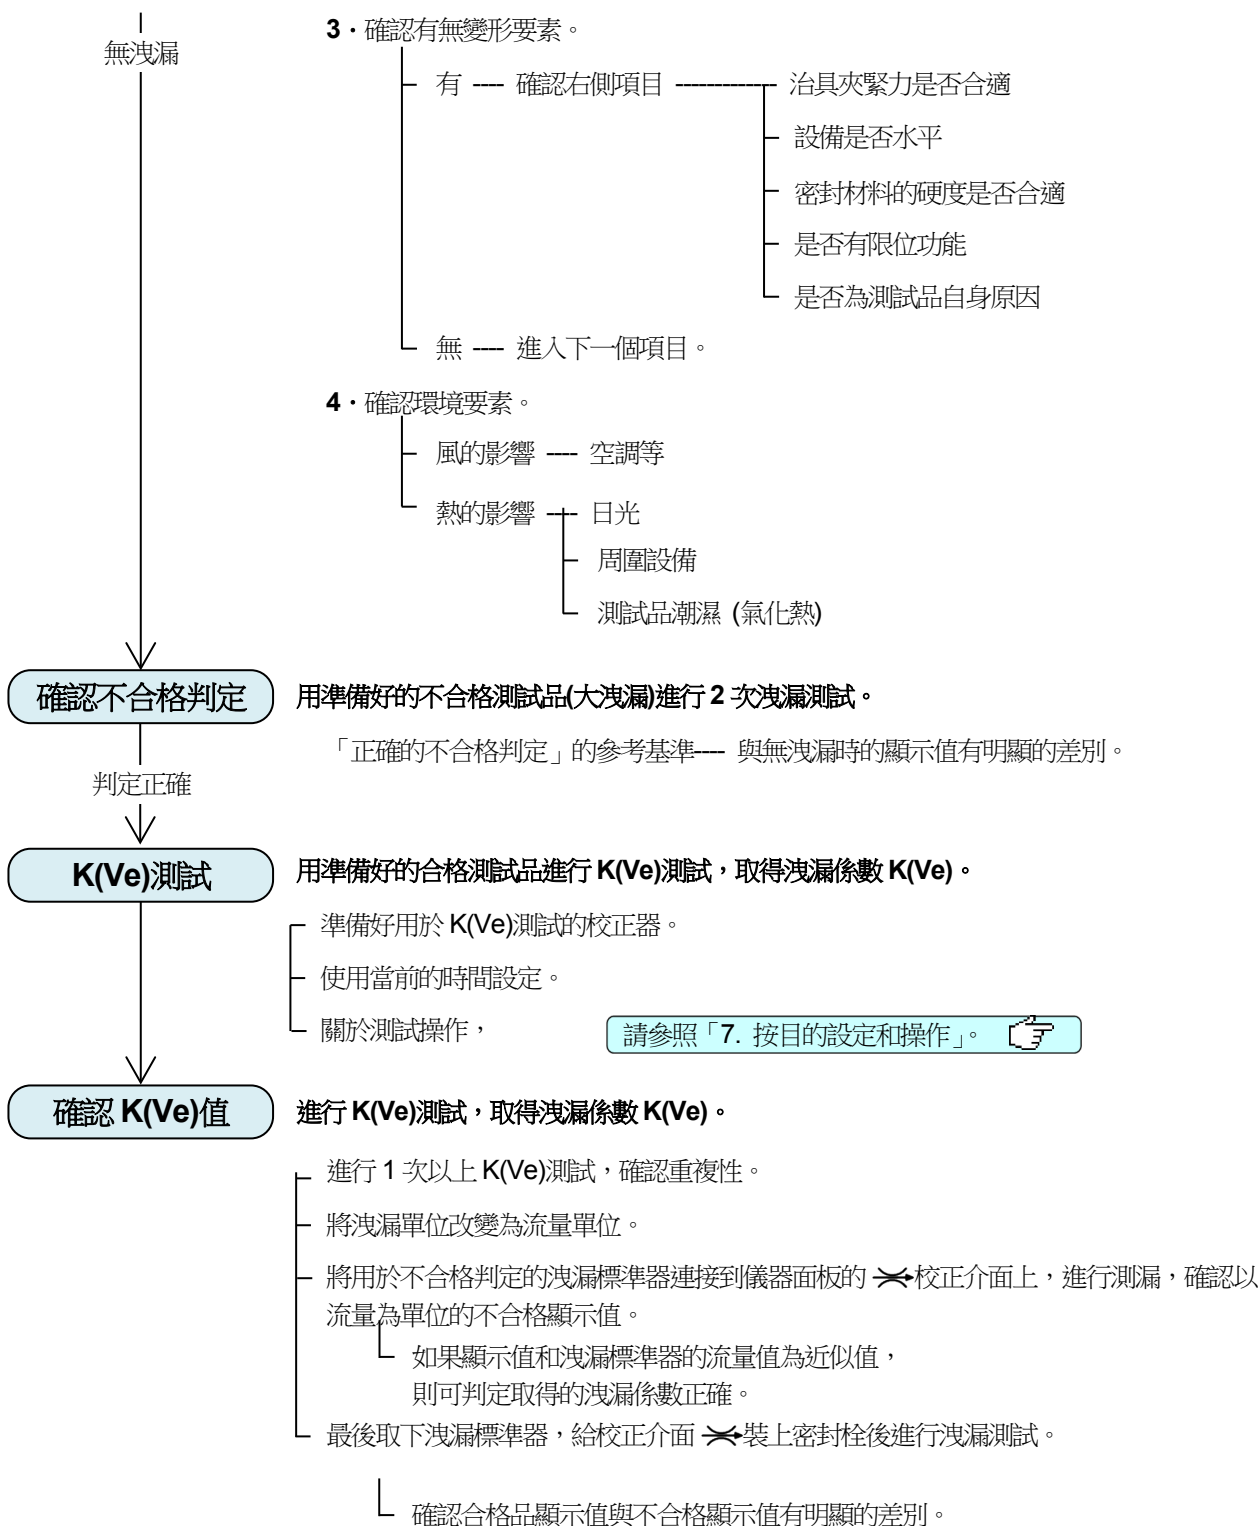 無洩漏
3・確認有無變形要素。
有 ---- 確認右側項目 ------------- 治具夾緊力是否合適
設備是否水平
密封材料的硬度是否合適
是否有限位功能
是否為測試品自身原因
無 ---- 進入下一個項目。
4・確認環境要素。
風的影響 ---- 空調等
熱的影響 ---- 日光
周圍設備
測試品潮濕 (氣化熱)
確認不合格判定
用準備好的不合格測試品(大洩漏)進行 2 次洩漏測試。
「正確的不合格判定」的參考基準---- 與無洩漏時的顯示值有明顯的差別。
判定正確
K(Ve)測試
用準備好的合格測試品進行 K(Ve)測試，取得洩漏係數 K(Ve)。
準備好用於 K(Ve)測試的校正器。
使用當前的時間設定。
關於測試操作，
請參照「7. 按目的設定和操作」。
確認 K(Ve)值
進行 K(Ve)測試，取得洩漏係數 K(Ve)。
進行 1 次以上 K(Ve)測試，確認重複性。
將洩漏單位改變為流量單位。
將用於不合格判定的洩漏標準器連接到儀器面板的 校正介面上，進行測漏，確認以
流量為單位的不合格顯示值。
如果顯示值和洩漏標準器的流量值為近似值，
則可判定取得的洩漏係數正確。
最後取下洩漏標準器，給校正介面 裝上密封栓後進行洩漏測試。
確認合格品顯示值與不合格顯示值有明顯的差別。